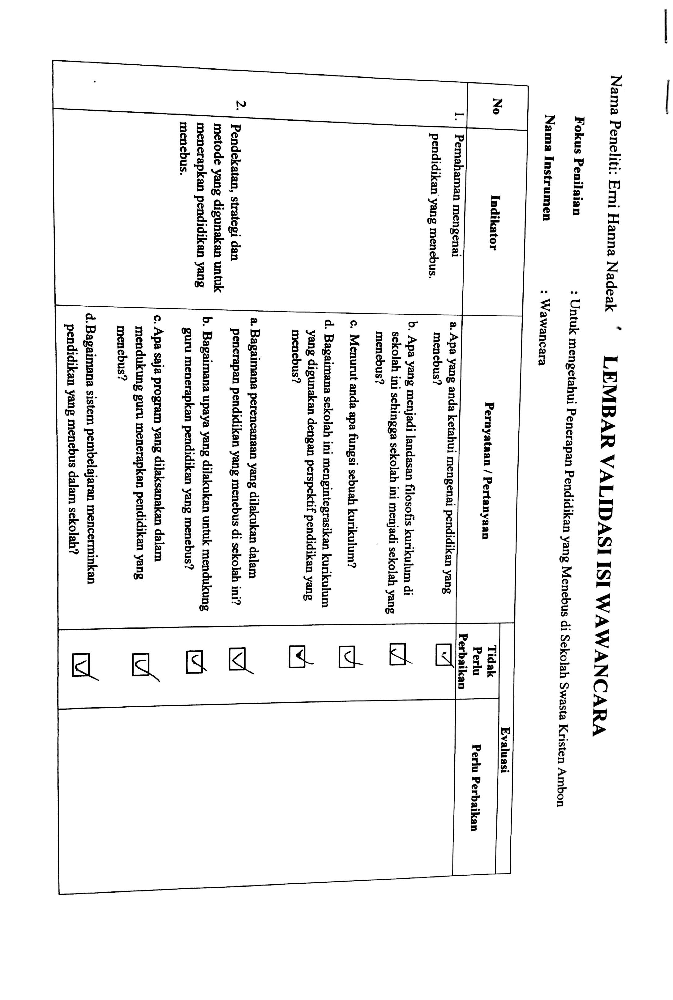 Nama Peneliti: Erni Hanna Nadeak
LEMBAR VALIDASI ISI WAWANCARA
Fokus Penilaian : Untuk mengetahui Penerapan Pendidikan yang Menebus di Sekolah Swasta Kristen Ambon
Nama Instrumen : Wawancara
No Indikator Pernyataan / Pertanyaan Evaluasi
Tidak
Perlu
Perbaikan
Perlu Perbaikan
1. Pemahaman mengenai
pendidikan yang menebus.
a. Apa yang anda ketahui mengenai pendidikan yang
menebus?
b. Apa yang menjadi landasan filosofis kurikulum di
sekolah ini sehingga sekolah ini menjadi sekolah yang
menebus?
c. Menurut anda apa fungsi sebuah kurikulum?
d. Bagaimana sekolah ini mengintegrasikan kurikulum
yang digunakan dengan perspektif pendidikan yang
menebus?
2. Pendekatan, strategi dan
metode yang digunakan untuk
menerapkan pendidikan yang
menebus.
a. Bagaimana perencanaan yang dilakukan dalam
penerapan pendidikan yang menebus di sekolah ini?
b. Bagaimana upaya yang dilakukan untuk mendukung
guru menerapkan pendidikan yang menebus?
c. Apa saja program yang dilaksanakan dalam
mendukung guru menerapkan pendidikan yang
menebus?
d. Bagaimana sistem pembelajaran mencerminkan
pendidikan yang menebus dalam sekolah?